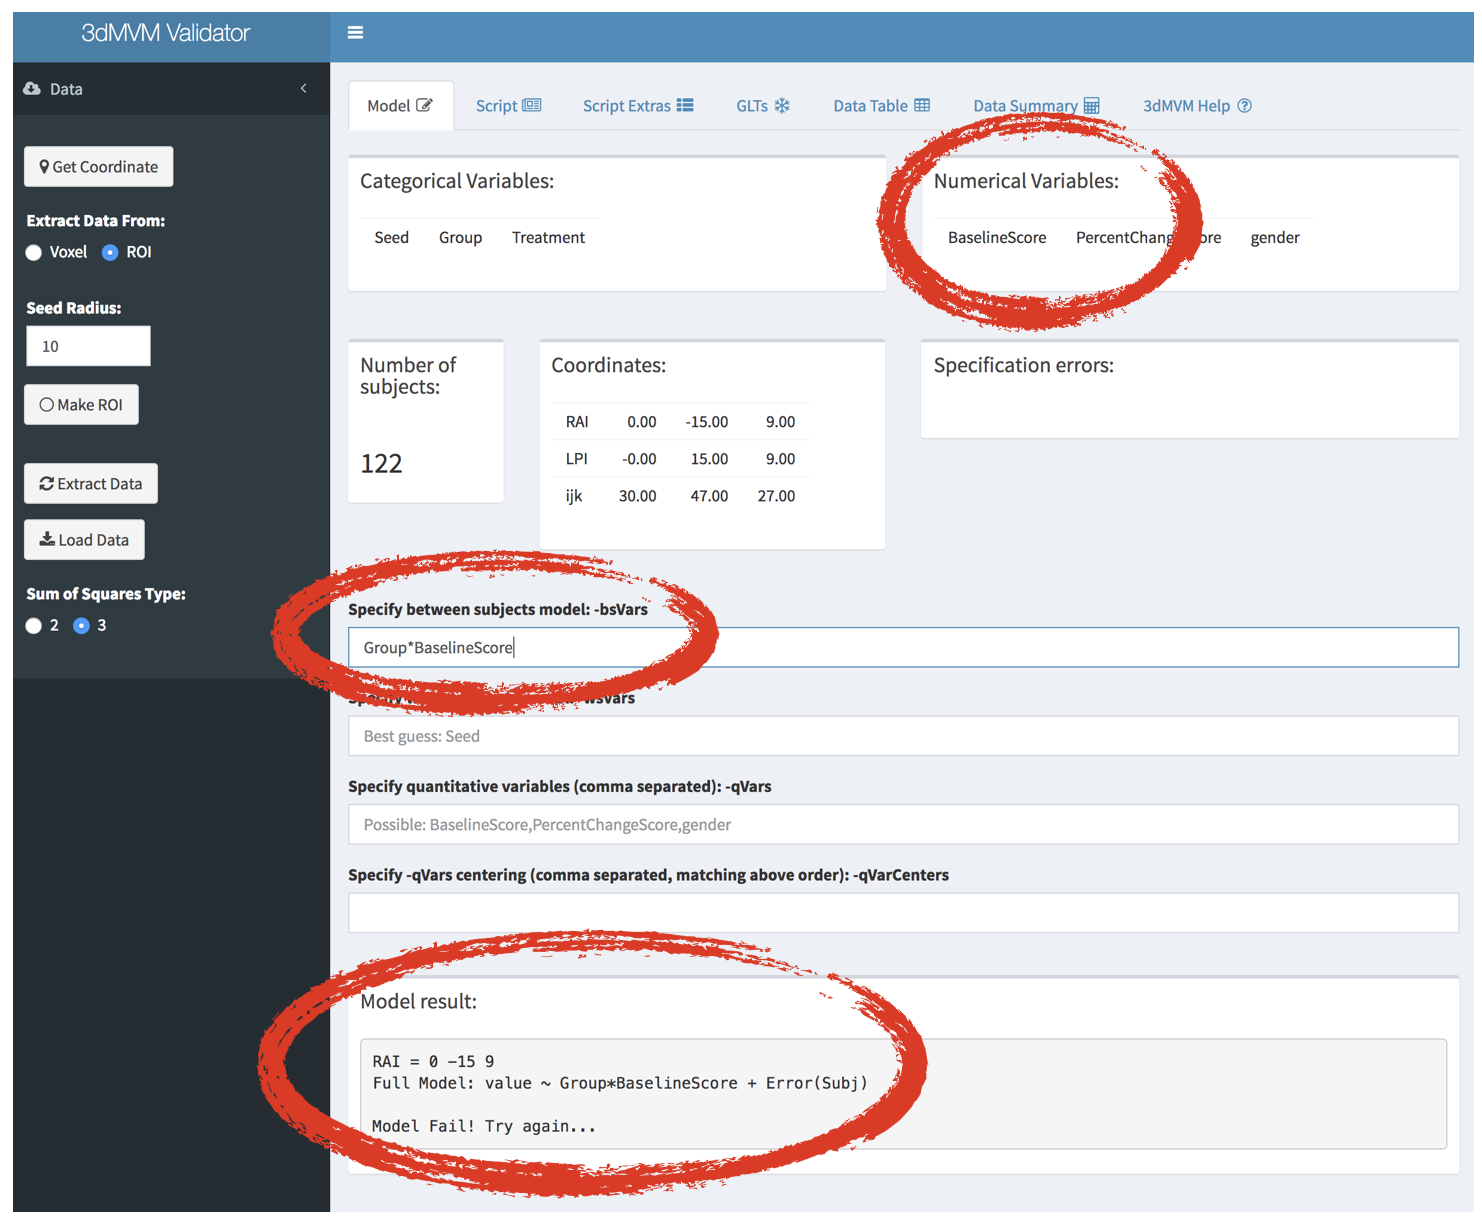 3dMVM Validator
Data
Model
Script
Script Extras
GLTs
Data Table
Data Summary
3dMVM Help
Get Coordinate
Extract Data From:
Voxel ROI
Seed Radius:
10
Make ROI
Extract Data
Load Data
Sum of Squares Type:
2 3
Categorical Variables:
Seed Group Treatment
Numerical Variables:
BaselineScore gender
Number of
subjects:
122
Coordinates:
RAI 0.00 -15.00 9.00
LPI -0.00 15.00 9.00
ijk 30.00 47.00 27.00
Specification errors:
Specify between subjects model: -bsVars
Group*BaselineScore
Best guess: Seed
Specify quantitative variables (comma separated): -qVars
Possible: BaselineScore,PercentChangeScore,gender
Specify -qVars centering (comma separated, matching above order): -qVarCenters
Model result:
RAI = 0 -15 9
Full Model: value ~ Group*BaselineScore + Error(Subj)
Model Fail! Try again...